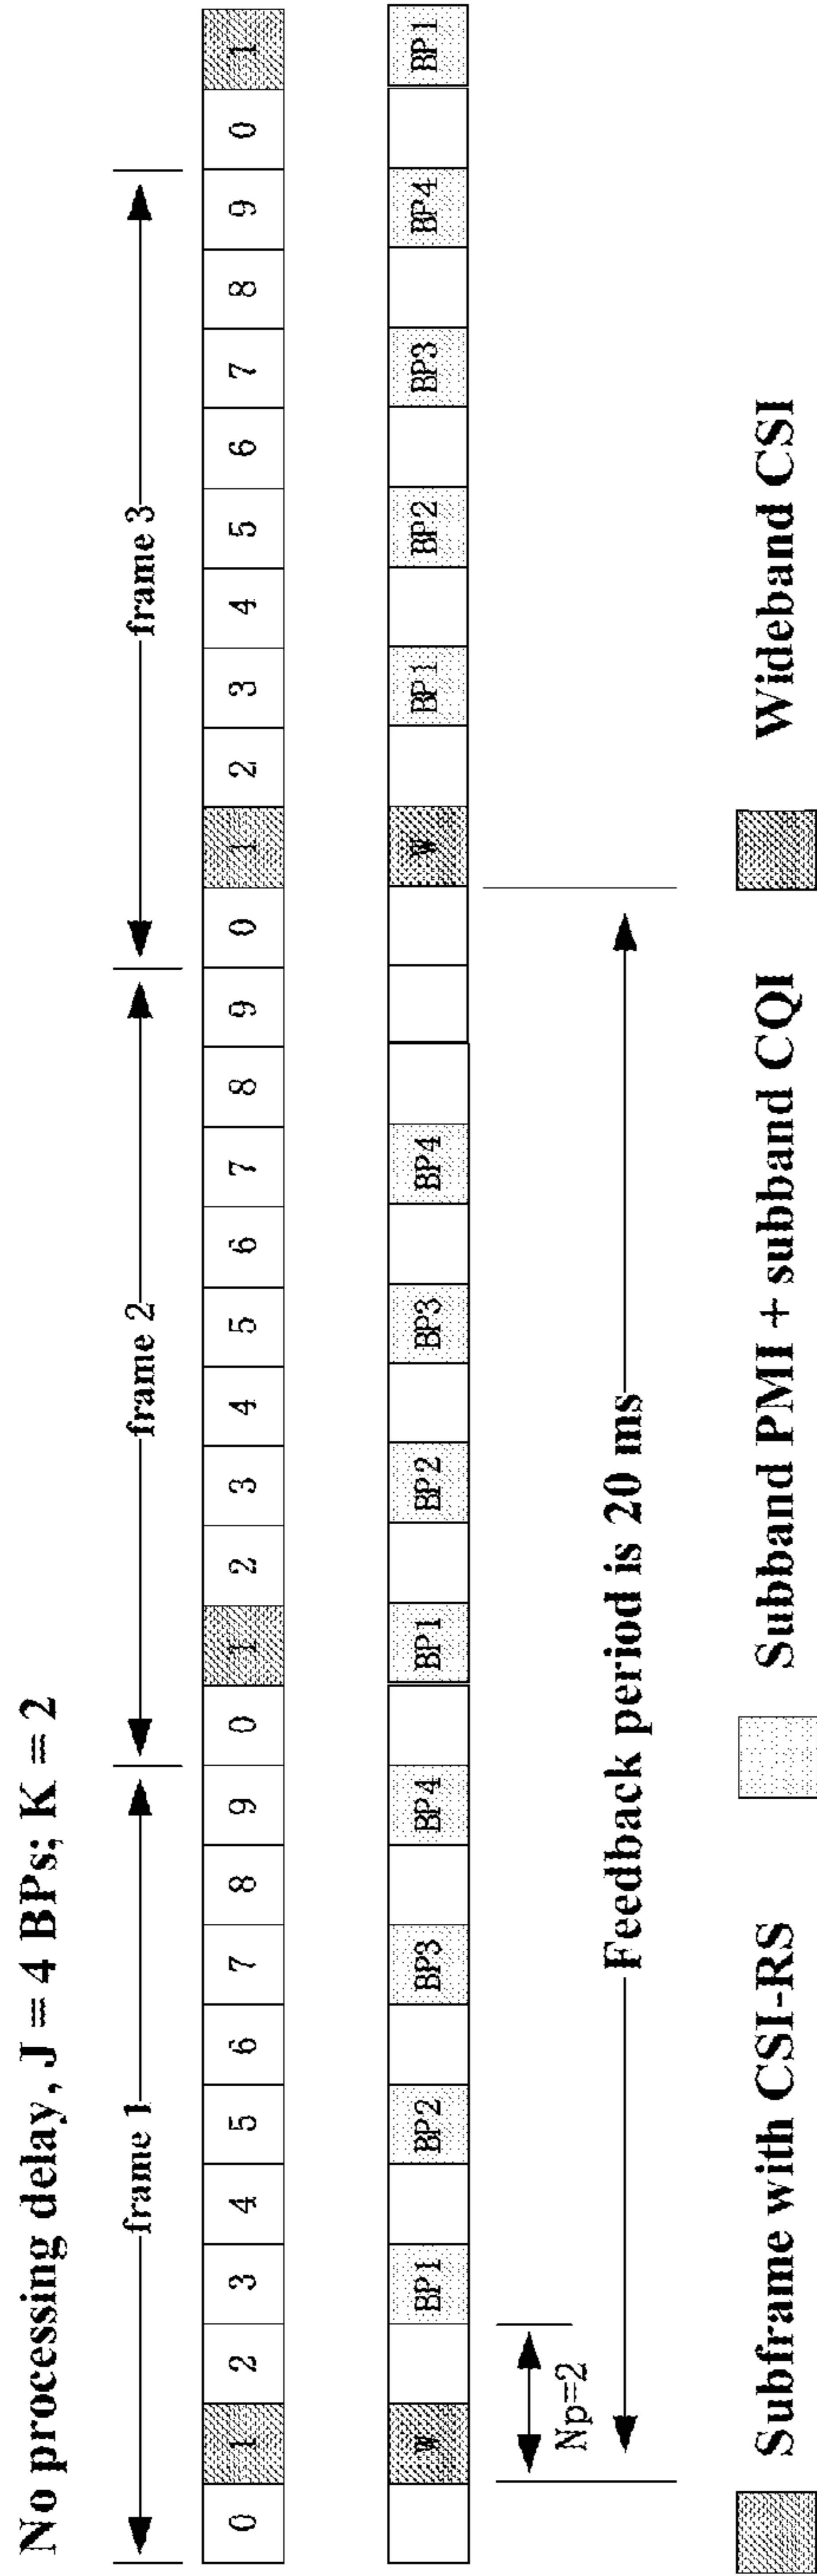 No processing delay, J = 4 BPs; K = 2
frame 1 frame 2 frame 3
0 1 2 3 4 5 6 7 8 9 0 1 2 3 4 5 6 7 8 9 0 1 2 3 4 5 6 7 8 9 0 1
W BP1 BP2 BP3 BP4 BP1 BP2 BP3 BP4 W BP1 BP2 BP3 BP4 BP1
Np=2
Feedback period is 20 ms
Subframe with CSI-RS Subband PMI + subband CQI Wideband CSI